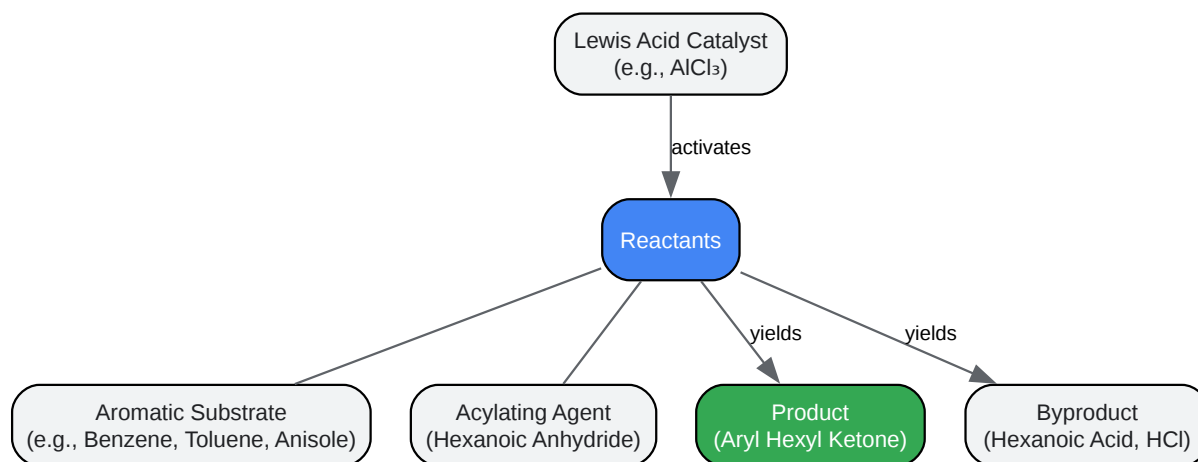 Lewis Acid Catalyst
(e.g., AlCl₃)
activates
Reactants
yields
yields
Aromatic Substrate
(e.g., Benzene, Toluene, Anisole)
Acylating Agent
(Hexanoic Anhydride)
Product
(Aryl Hexyl Ketone)
Byproduct
(Hexanoic Acid, HCl)